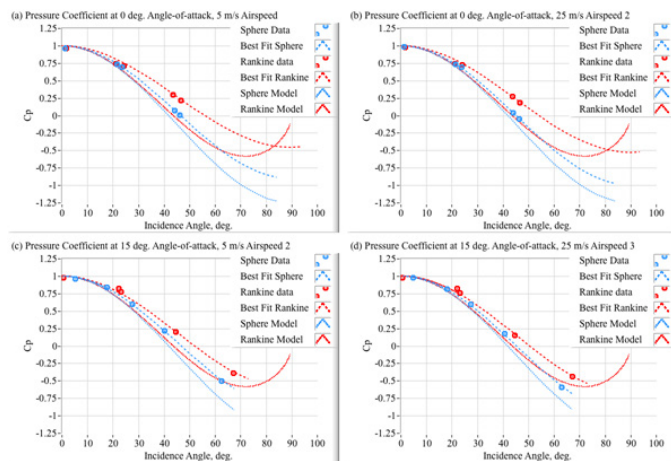 (a) Pressure Coefficient at 0 deg. Angle-of-attack, 5 m/s Airspeed
Sphere Data
Best Fit Sphere
Rankine data
Best Fit Rankine
Sphere Model
Rankine Model
1.25
1
0.75
0.5
0.25
0
-0.25
-0.5
-0.75
-1
-1.25
Cp
0 10 20 30 40 50 60 70 80 90 100
Incidence Angle, deg.
(b) Pressure Coefficient at 0 deg. Angle-of-attack, 25 m/s Airspeed 2
Sphere Data
Best Fit Sphere
Rankine data
Best Fit Rankine
Sphere Model
Rankine Model
1.25
1
0.75
0.5
0.25
0
-0.25
-0.5
-0.75
-1
-1.25
Cp
0 10 20 30 40 50 60 70 80 90 100
Incidence Angle, deg.
(c) Pressure Coefficient at 15 deg. Angle-of-attack, 5 m/s Airspeed 2
Sphere Data
Best Fit Sphere
Rankine data
Best Fit Rankine
Sphere Model
Rankine Model
1.25
1
0.75
0.5
0.25
0
-0.25
-0.5
-0.75
-1
-1.25
Cp
0 10 20 30 40 50 60 70 80 90 100
Incidence Angle, deg.
(d) Pressure Coefficient at 15 deg. Angle-of-attack, 25 m/s Airspeed 3
Sphere Data
Best Fit Sphere
Rankine data
Best Fit Rankine
Sphere Model
Rankine Model
1.25
1
0.75
0.5
0.25
0
-0.25
-0.5
-0.75
-1
-1.25
Cp
0 10 20 30 40 50 60 70 80 90 100
Incidence Angle, deg.